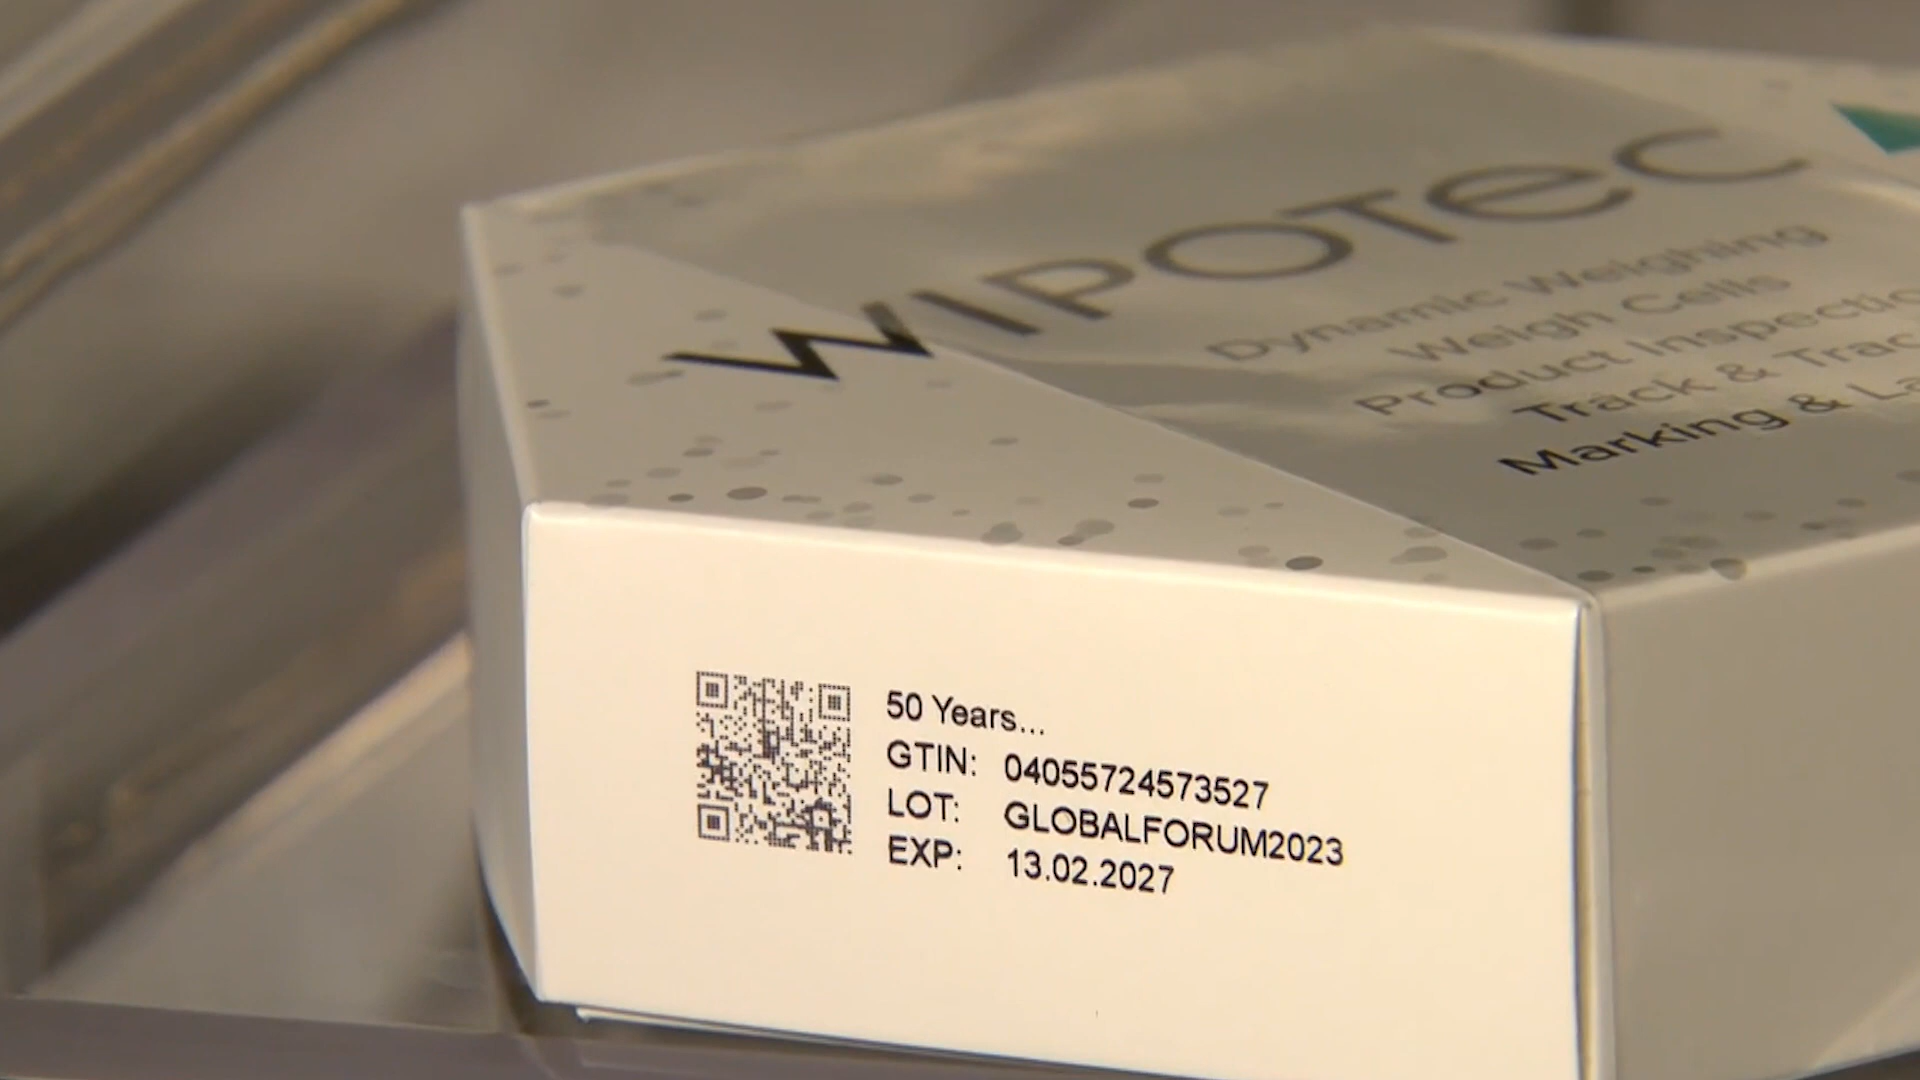 WIPOTEC
Dynamic Weighing
Weigh Cells
Product Inspectio
Track & Trac
Marking & La
50 Years...
GTIN: 04055724573527
LOT: GLOBALFORUM2023
EXP: 13.02.2027